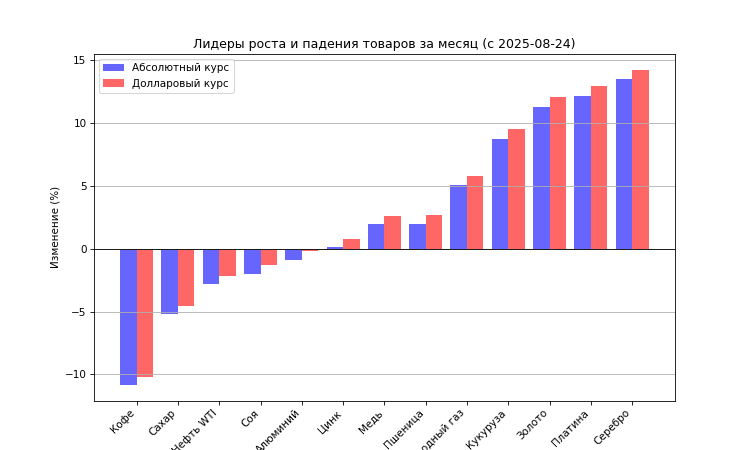 Лидеры роста и падения товаров за месяц (с 2025-08-24)
Абсолютный курс
Долларовый курс
Изменение (%)
15
10
5
0
−5
−10
Кофе
Сахар
Нефть WTI
Соя
Алюминий
Цинк
Медь
Пшеница
газ
Кукуруза
Золото
Платина
Серебро